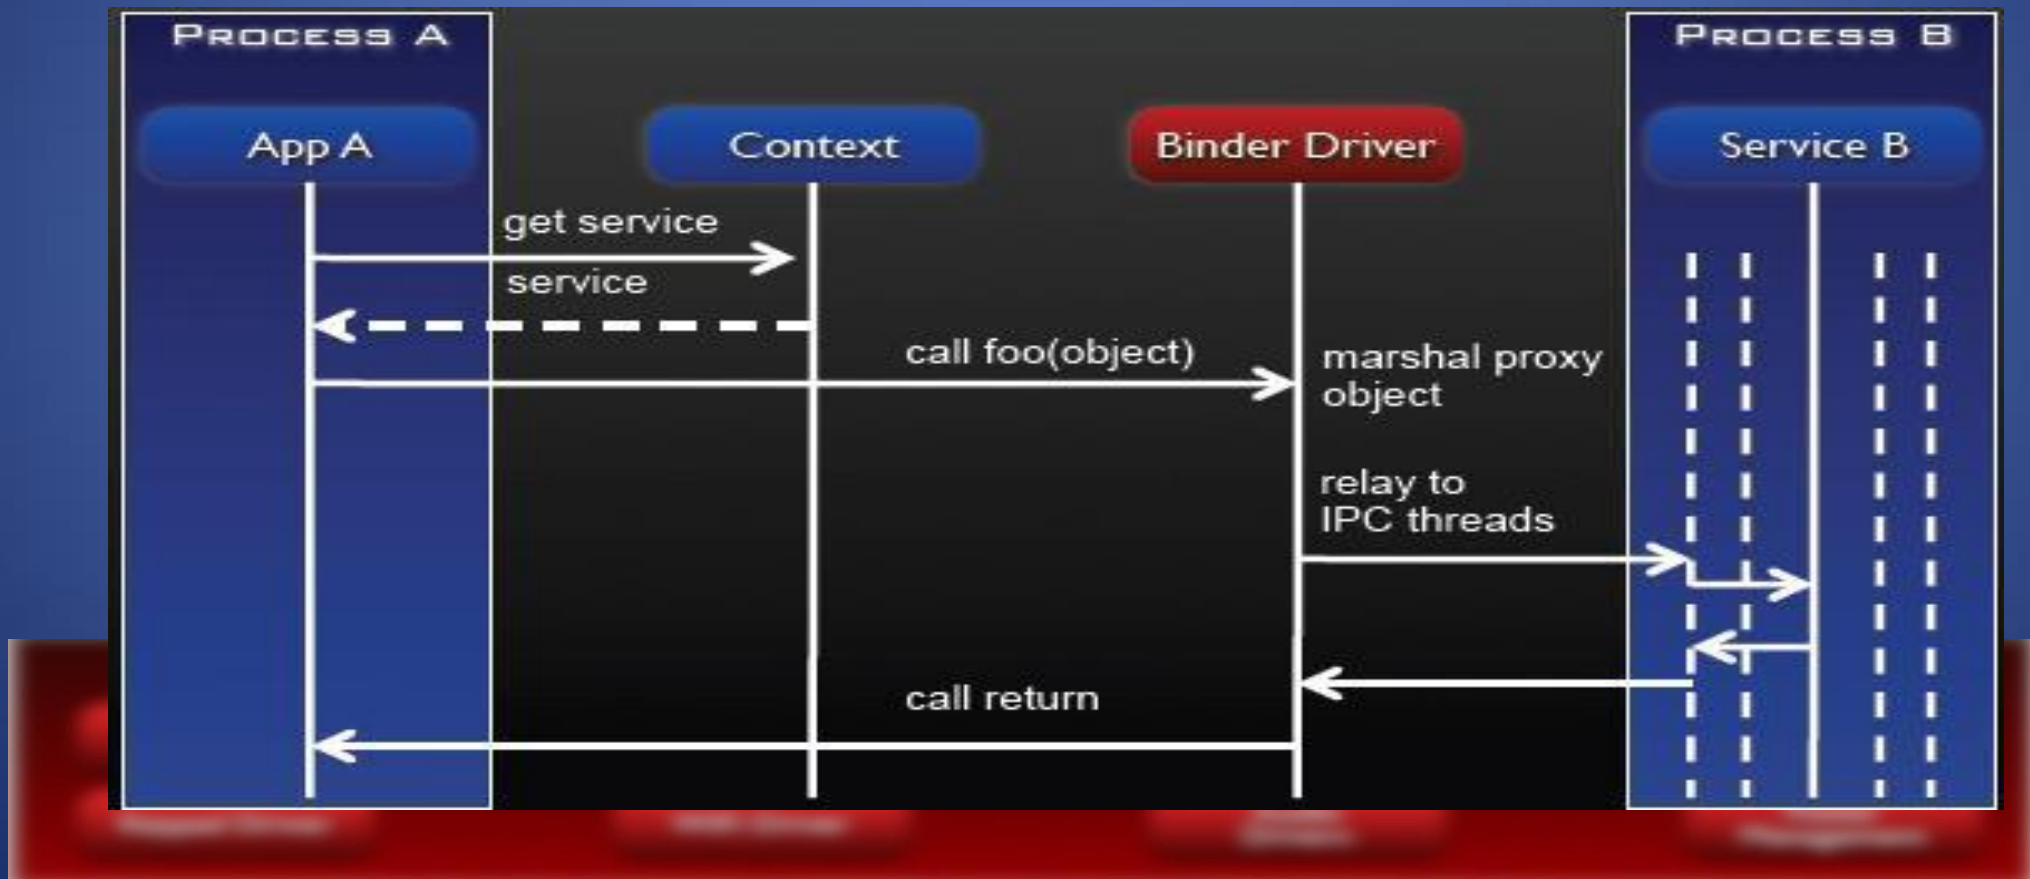 PROCESS A
PROCESS B
App A
Context
Binder Driver
Service B
get service
service
call foo(object)
marshal proxy
object
relay to
IPC threads
call return